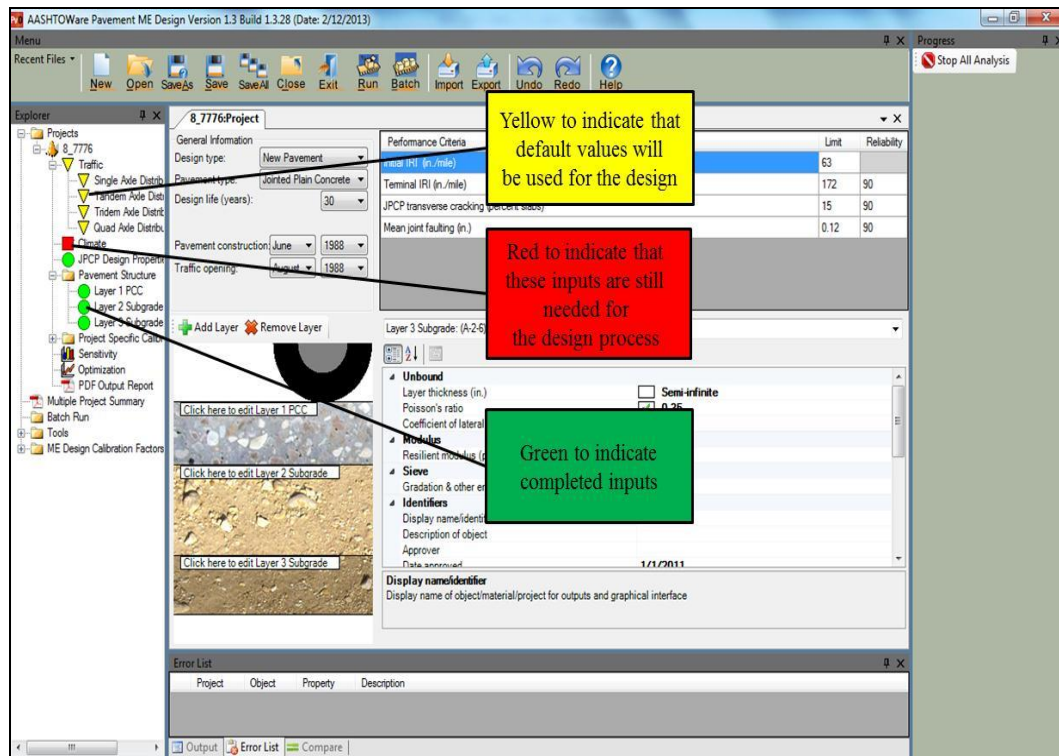 AASHTOWare Pavement ME Design Version 1.3 Build 1.3.28 (Date: 2/12/2013)
Menu
Recent Files
New Open SaveAs Save SaveAll Close Exit Run Batch Import Export Undo Redo Help
Progress
Stop All Analysis
Explorer
Projects
8_7776
Traffic
Single Axle Distrib
Tandem Axle Distr
Tridem Axle Distrib
Quad Axle Distribu
Climate
JPCP Design Propertie
Pavement Structure
Layer 1 PCC
Layer 2 Subgrade
Layer 3 Subgrade
Project Specific Calibr
Sensitivity
Optimization
PDF Output Report
Multiple Project Summary
Batch Run
Tools
ME Design Calibration Factors
8_7776:Project
General Information
Design type: New Pavement
Pavement type: Jointed Plain Concrete
Design life (years): 30
Pavement construction: June 1988
Traffic opening: August 1988
Performance Criteria Limit Reliability
Initial IRI (in./mile) 63
Terminal IRI (in./mile) 172 90
JPCP transverse cracking (percent slabs) 15 90
Mean joint faulting (in.) 0.12 90
Yellow to indicate that
default values will
be used for the design
Red to indicate that
these inputs are still
needed for
the design process
Green to indicate
completed inputs
Add Layer Remove Layer
Click here to edit Layer 1 PCC
Click here to edit Layer 2 Subgrade
Click here to edit Layer 3 Subgrade
Layer 3 Subgrade: (A-2-6)
Unbound
Layer thickness (in.) Semi-infinite
Poisson's ratio 0.35
Coefficient of lateral
Modulus
Resilient modulus (p
Sieve
Gradation & other en
Identifiers
Display name/identif
Description of object
Approver
Date approved 1/1/2011
Display name/identifier
Display name of object/material/project for outputs and graphical interface
Error List
Project Object Property Description
Output Error List Compare